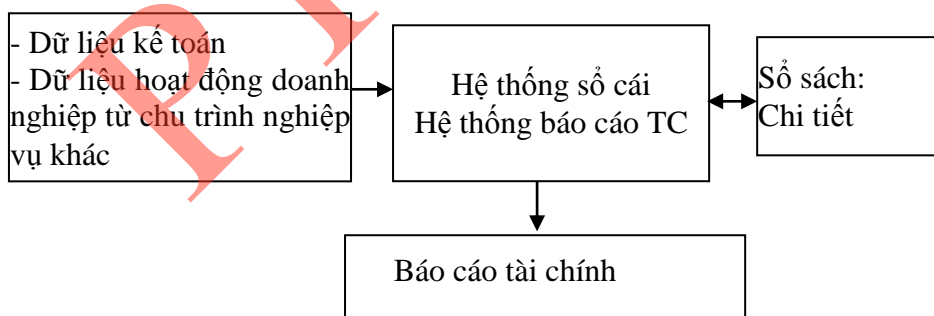 - Dữ liệu kế toán
- Dữ liệu hoạt động doanh
nghiệp từ chu trình nghiệp
vụ khác
Hệ thống sổ cái
Hệ thống báo cáo TC
Sổ sách:
Chi tiết
Báo cáo tài chính